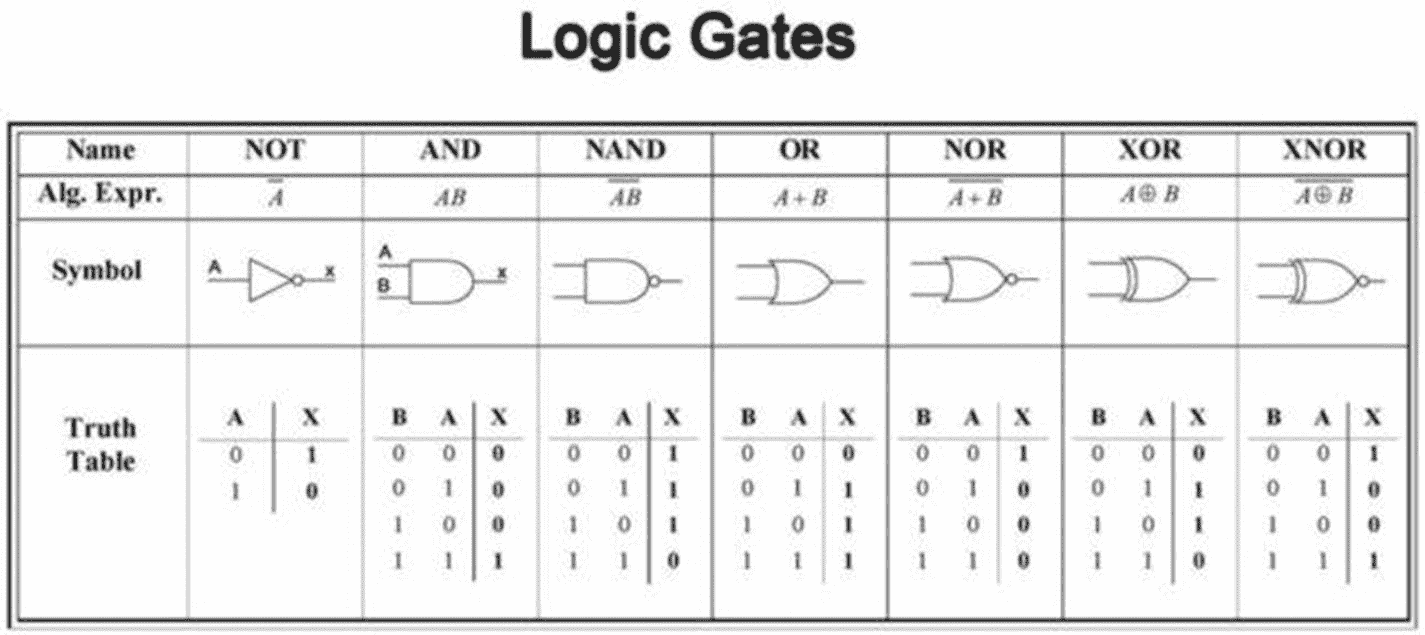 Logic Gates
Name NOT AND NAND OR NOR XOR XNOR
Alg. Expr. A̅ AB A̅B̅ A + B A̅ ̅+̅ ̅B̅ A ⊕ B A̅ ̅⊕̅ ̅B̅
Symbol A x A B x
Truth Table
A X B A X B A X B A X B A X B A X B A X
0 1 0 0 0 0 0 1 0 0 0 0 0 1 0 0 0 0 0 1
1 0 0 1 0 0 1 1 0 1 1 0 1 0 0 1 1 0 1 0
1 0 0 1 0 1 1 0 1 1 0 0 1 0 1 1 0 0
1 1 1 1 1 0 1 1 1 1 1 0 1 1 0 1 1 1